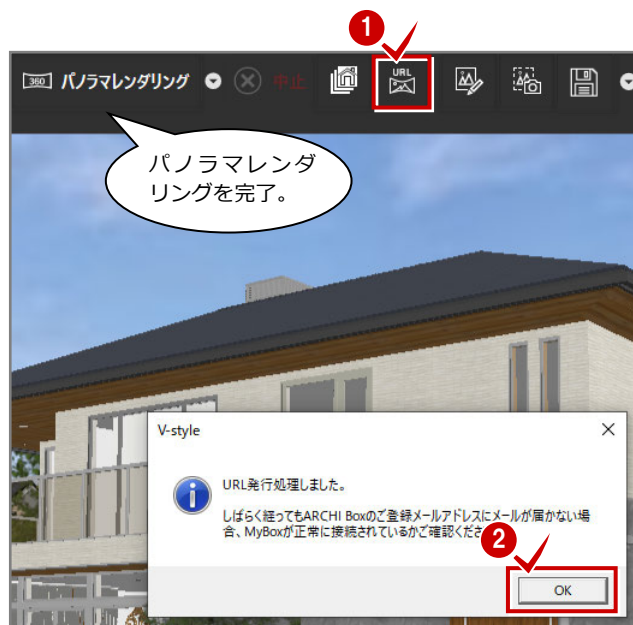 1
360 パノラマレンダリング 中止 URL
パノラマレンダ
リングを完了。
V-style
URL発行処理しました。
しばらく経ってもARCHI Boxのご登録メールアドレスにメールが届かない場
合、MyBoxが正常に接続されているかご確認くださ
2
OK